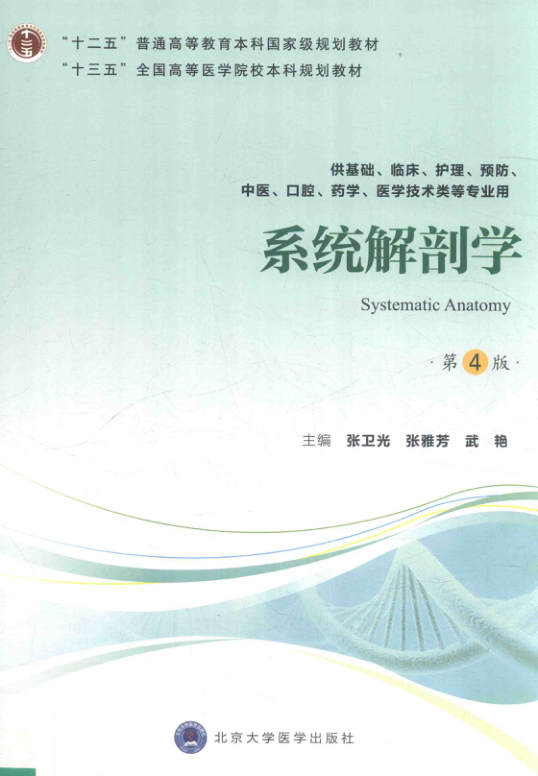 “十二五”普通高等教育本科国家级规划教材
“十三五”全国高等医学院校本科规划教材
供基础、临床、护理、预防、
中医、口腔、药学、医学技术类等专业用
系统解剖学
Systematic Anatomy
·第4版·
主编 张卫光 张雅芳 武 艳
北京大学医学出版社